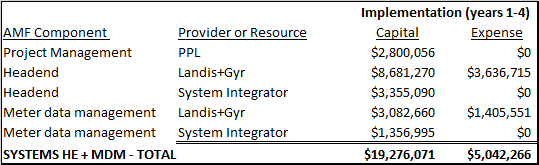 Implementation (years 1-4)
AMF Component Provider or Resource Capital Expense
Project Management PPL $2,800,056 $0
Headend Landis+Gyr $8,681,270 $3,636,715
Headend System Integrator $3,355,090 $0
Meter data management Landis+Gyr $3,082,660 $1,405,551
Meter data management System Integrator $1,356,995 $0
SYSTEMS HE + MDM - TOTAL $19,276,071 $5,042,266